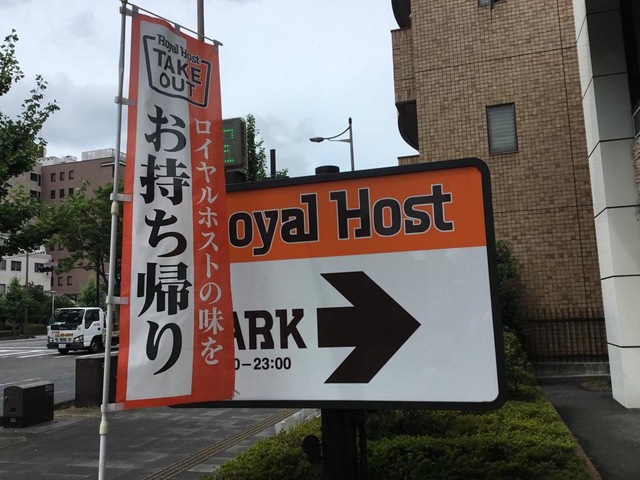 Royal Host
TAKE
OUT
お持ち帰り
ロイヤルホストの味を
oyal Host
ARK
0–23:00